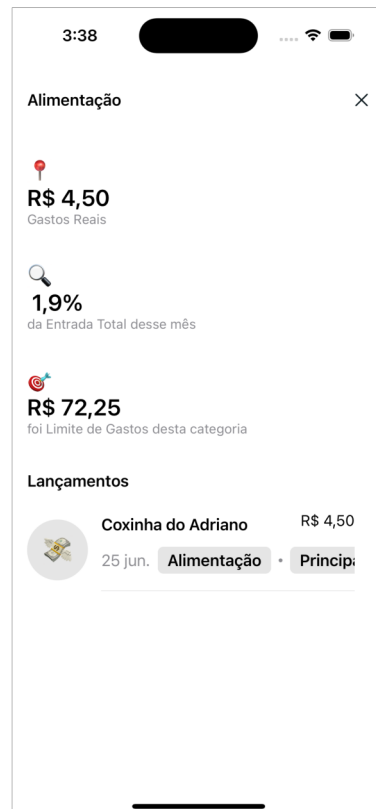 3:38
Alimentação
R$ 4,50
Gastos Reais
1,9%
da Entrada Total desse mês
R$ 72,25
foi Limite de Gastos desta categoria
Lançamentos
Coxinha do Adriano R$ 4,50
25 jun. Alimentação • Principa